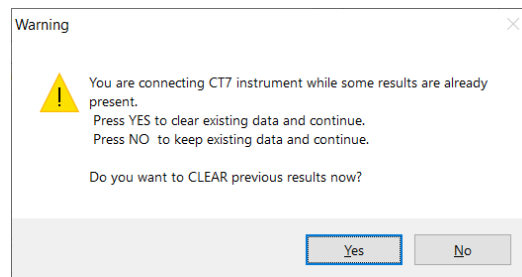 Warning
You are connecting CT7 instrument while some results are already
present.
Press YES to clear existing data and continue.
Press NO  to keep existing data and continue.
Do you want to CLEAR previous results now?
Yes
No